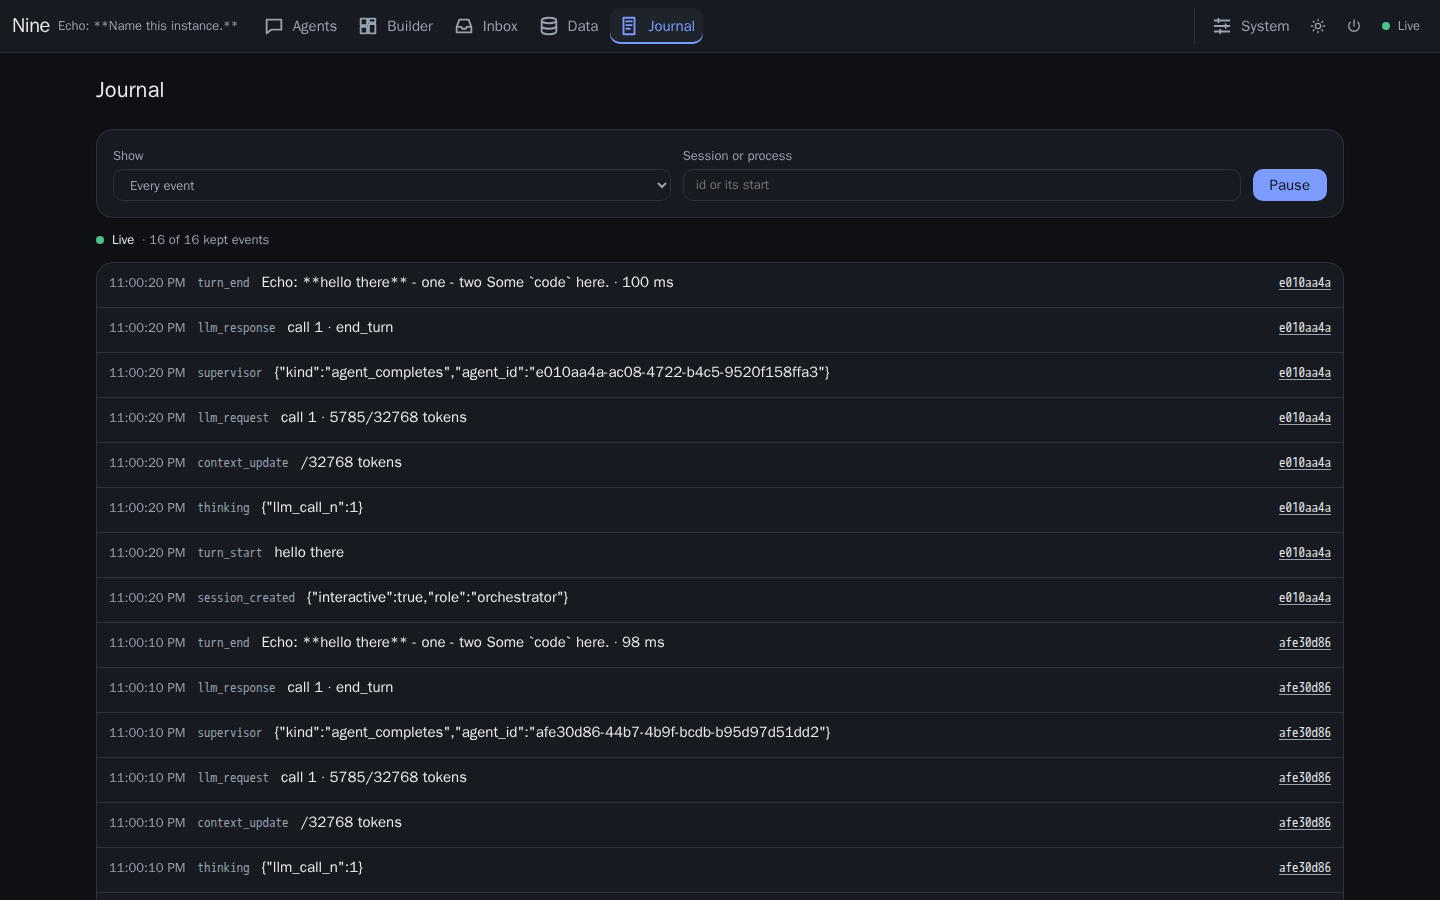 Nine Echo: **Name this instance.** Agents Builder Inbox Data Journal System Live
Journal
Show Session or process
Every event id or its start Pause
Live · 16 of 16 kept events
11:00:20 PM turn_end Echo: **hello there** - one - two Some `code` here. · 100 ms e010aa4a
11:00:20 PM llm_response call 1 · end_turn e010aa4a
11:00:20 PM supervisor {"kind":"agent_completes","agent_id":"e010aa4a-ac08-4722-b4c5-9520f158ffa3"} e010aa4a
11:00:20 PM llm_request call 1 · 5785/32768 tokens e010aa4a
11:00:20 PM context_update /32768 tokens e010aa4a
11:00:20 PM thinking {"llm_call_n":1} e010aa4a
11:00:20 PM turn_start hello there e010aa4a
11:00:20 PM session_created {"interactive":true,"role":"orchestrator"} e010aa4a
11:00:10 PM turn_end Echo: **hello there** - one - two Some `code` here. · 98 ms afe30d86
11:00:10 PM llm_response call 1 · end_turn afe30d86
11:00:10 PM supervisor {"kind":"agent_completes","agent_id":"afe30d86-44b7-4b9f-bcdb-b95d97d51dd2"} afe30d86
11:00:10 PM llm_request call 1 · 5785/32768 tokens afe30d86
11:00:10 PM context_update /32768 tokens afe30d86
11:00:10 PM thinking {"llm_call_n":1} afe30d86